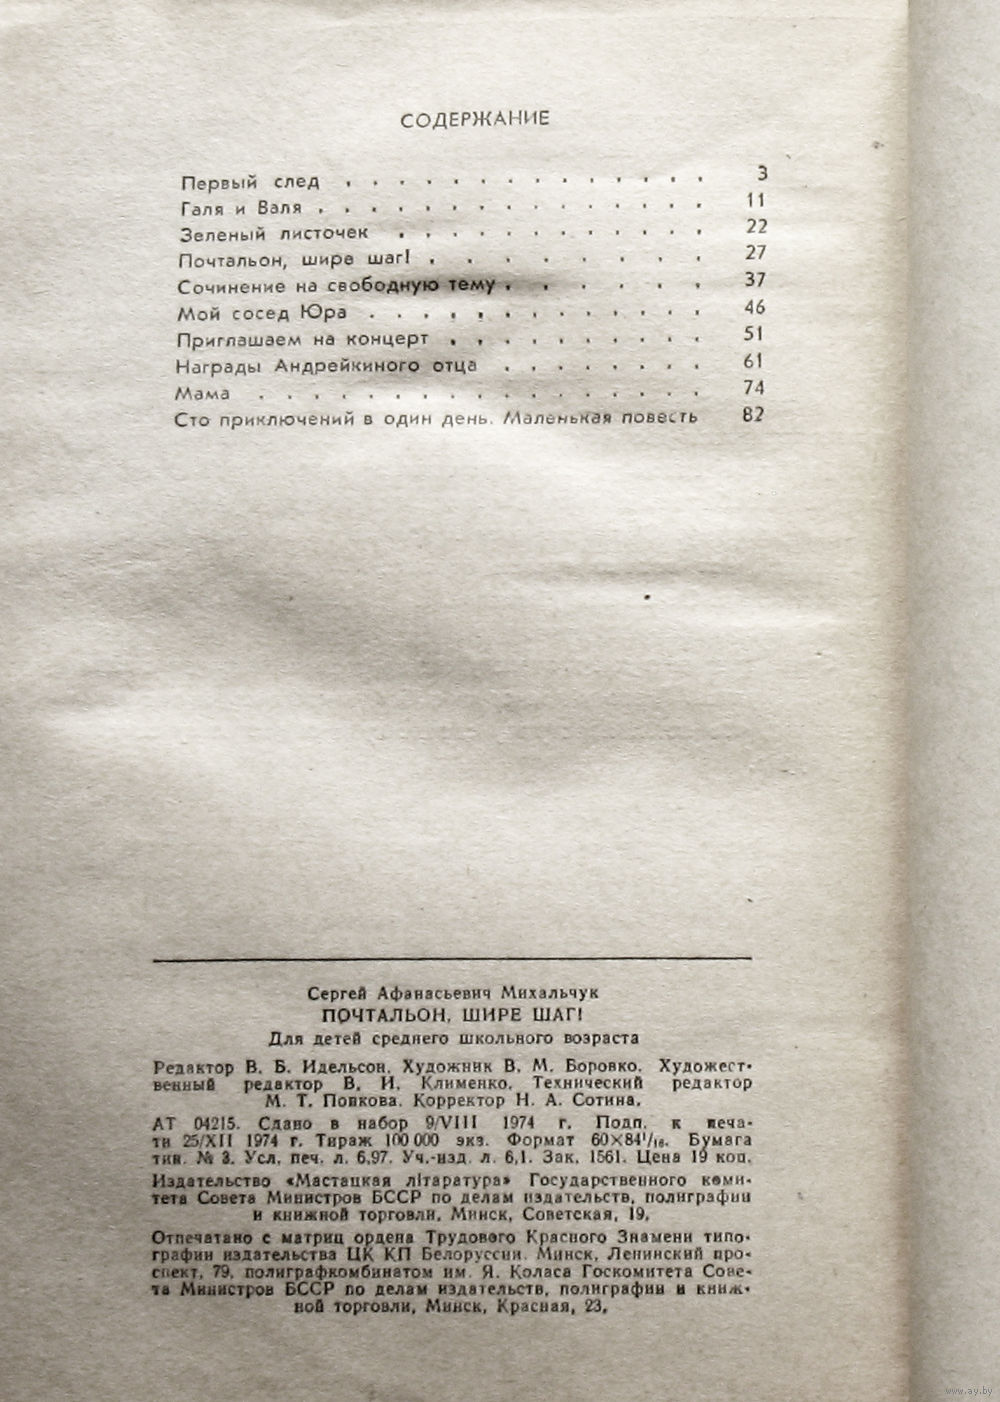 СОДЕРЖАНИЕ
Первый след . . . . . . . . . . . . . . 3
Галя и Валя . . . . . . . . . . . . . . . 11
Зеленый листочек . . . . . . . . . . . . 22
Почтальон, шире шаг! . . . . . . . . 27
Сочинение на свободную тему . . . . . . 37
Мой сосед Юра . . . . . . . . . . . . . 46
Приглашаем на концерт . . . . . . . . . . 51
Награды Андрейкиного отца . . . . . . . . 61
Мама . . . . . . . . . . . . . . . . . 74
Сто приключений в один день. Маленькая повесть 82
Сергей Афанасьевич Михальчук
ПОЧТАЛЬОН, ШИРЕ ШАГ!
Для детей среднего школьного возраста
Редактор В. Б. Идельсон. Художник В. М. Боровко. Художест-
венный редактор В. И. Клименко. Технический редактор
М. Т. Попкова. Корректор Н. А. Сотина.
АТ 04215. Сдано в набор 9/VIII 1974 г. Подп. к печа-
ти 25/XII 1974 г. Тираж 100 000 экз. Формат 60×84¹/₁₆. Бумага
тип. № 3. Усл. печ. л. 6,97. Уч.-изд. л. 6,1. Зак. 1561. Цена 19 коп.
Издательство «Мастацкая літаратура» Государственного коми-
тета Совета Министров БССР по делам издательств, полиграфии
и книжной торговли. Минск, Советская, 19.
Отпечатано с матриц ордена Трудового Красного Знамени типо-
графии издательства ЦК КП Белоруссии. Минск, Ленинский про-
спект, 79, полиграфкомбинатом им. Я. Коласа Госкомитета Сове-
та Министров БССР по делам издательств, полиграфии и книж-
ной торговли, Минск, Красная, 23.
www.ay.by